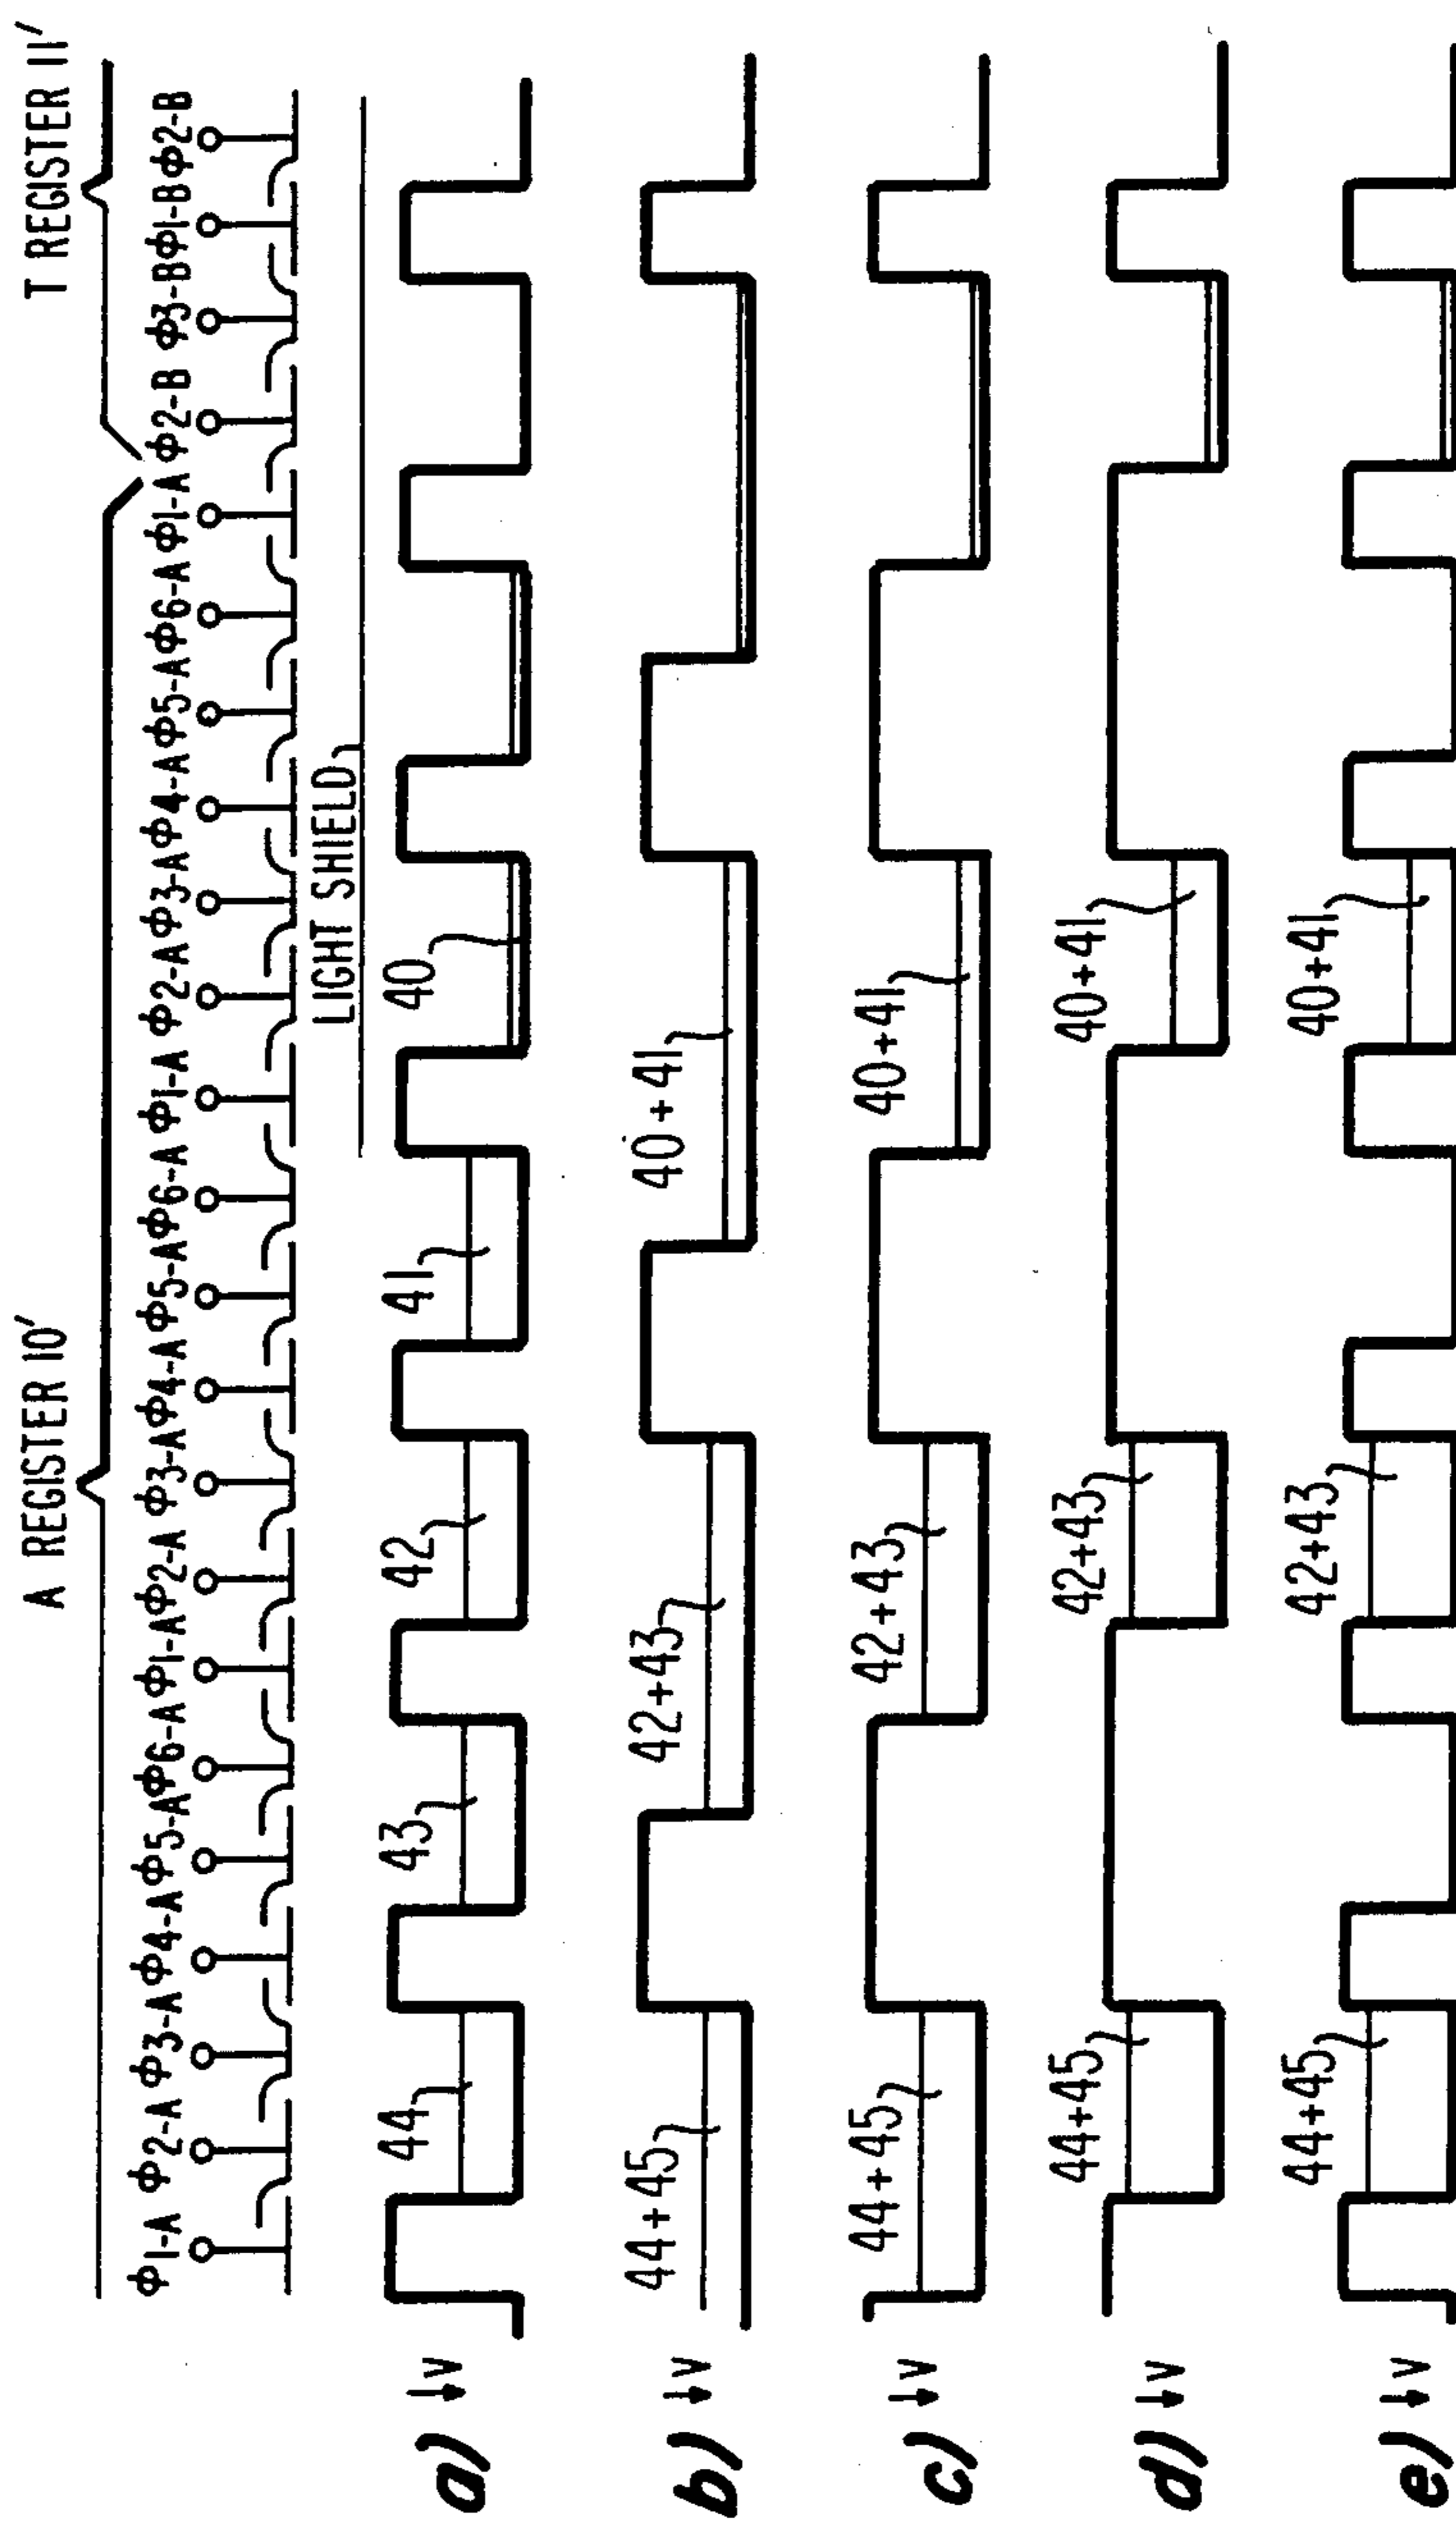 A REGISTER 10′ T REGISTER 11′
Φ1-A Φ2-A Φ3-A Φ4-A Φ5-A Φ6-A Φ1-A Φ2-A Φ3-A Φ4-A Φ5-A Φ6-A Φ1-A Φ2-A Φ3-A Φ4-A Φ5-A Φ6-A Φ1-A Φ2-B Φ3-B Φ1-B Φ2-B
LIGHT SHIELD
a) ↓V 44 43 42 41 40
b) ↓V 44+45 42+43 40+41
c) ↓V 44+45 42+43 40+41
d) ↓V 44+45 42+43 40+41
e) ↓V 44+45 42+43 40+41